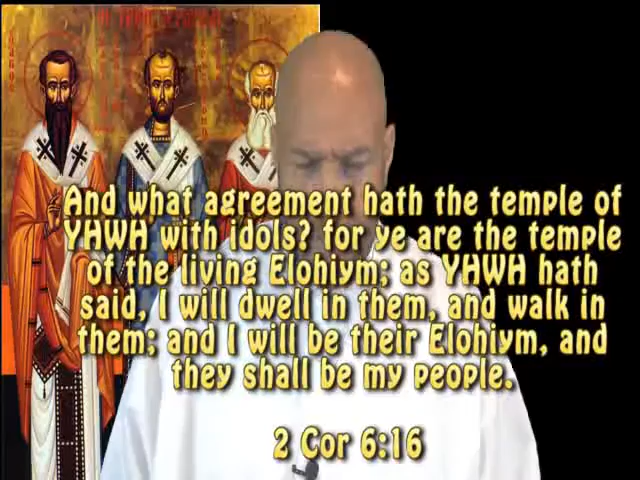 And what agreement hath the temple of
YHWH with idols? for ye are the temple
of the living Elohiym; as YHWH hath
said, I will dwell in them, and walk in
them; and I will be their Elohiym, and
they shall be my people.
2 Cor 6:16